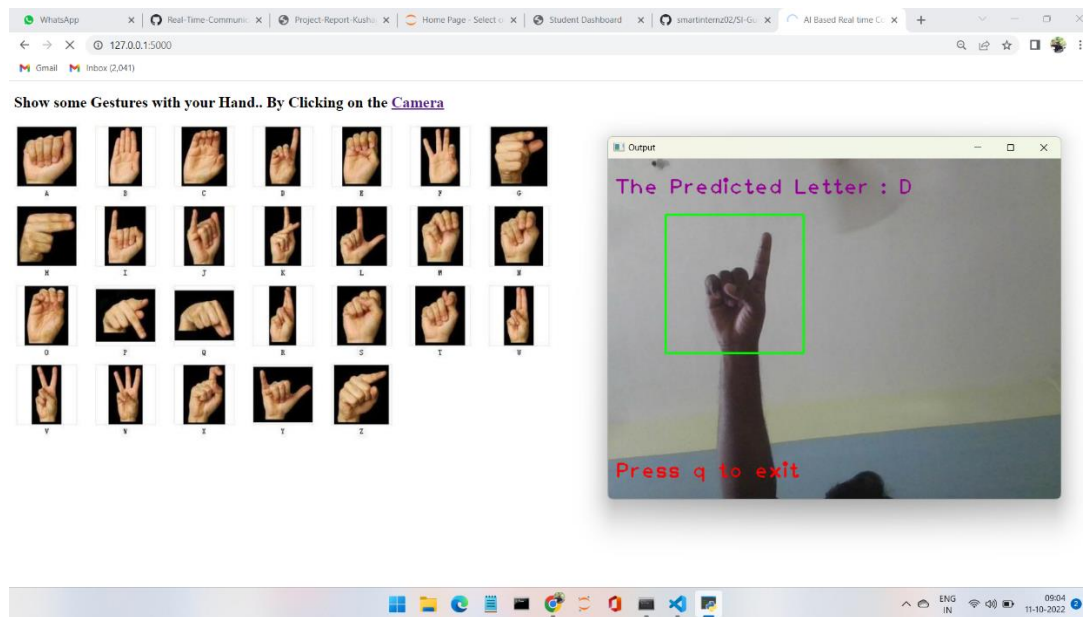 WhatsApp
Real-Time-Communic
Project-Report-Kusha
Home Page - Select o
Student Dashboard
smartinternz02/SI-Gu
AI Based Real time Co
127.0.0.1:5000
Gmail
Inbox (2,041)
Show some Gestures with your Hand.. By Clicking on the Camera
A B C D E F G
H I J K L M N
O P Q R S T U
V W X Y Z
Output
The Predicted Letter : D
Press q to exit
ENG
IN
09:04
11-10-2022
2